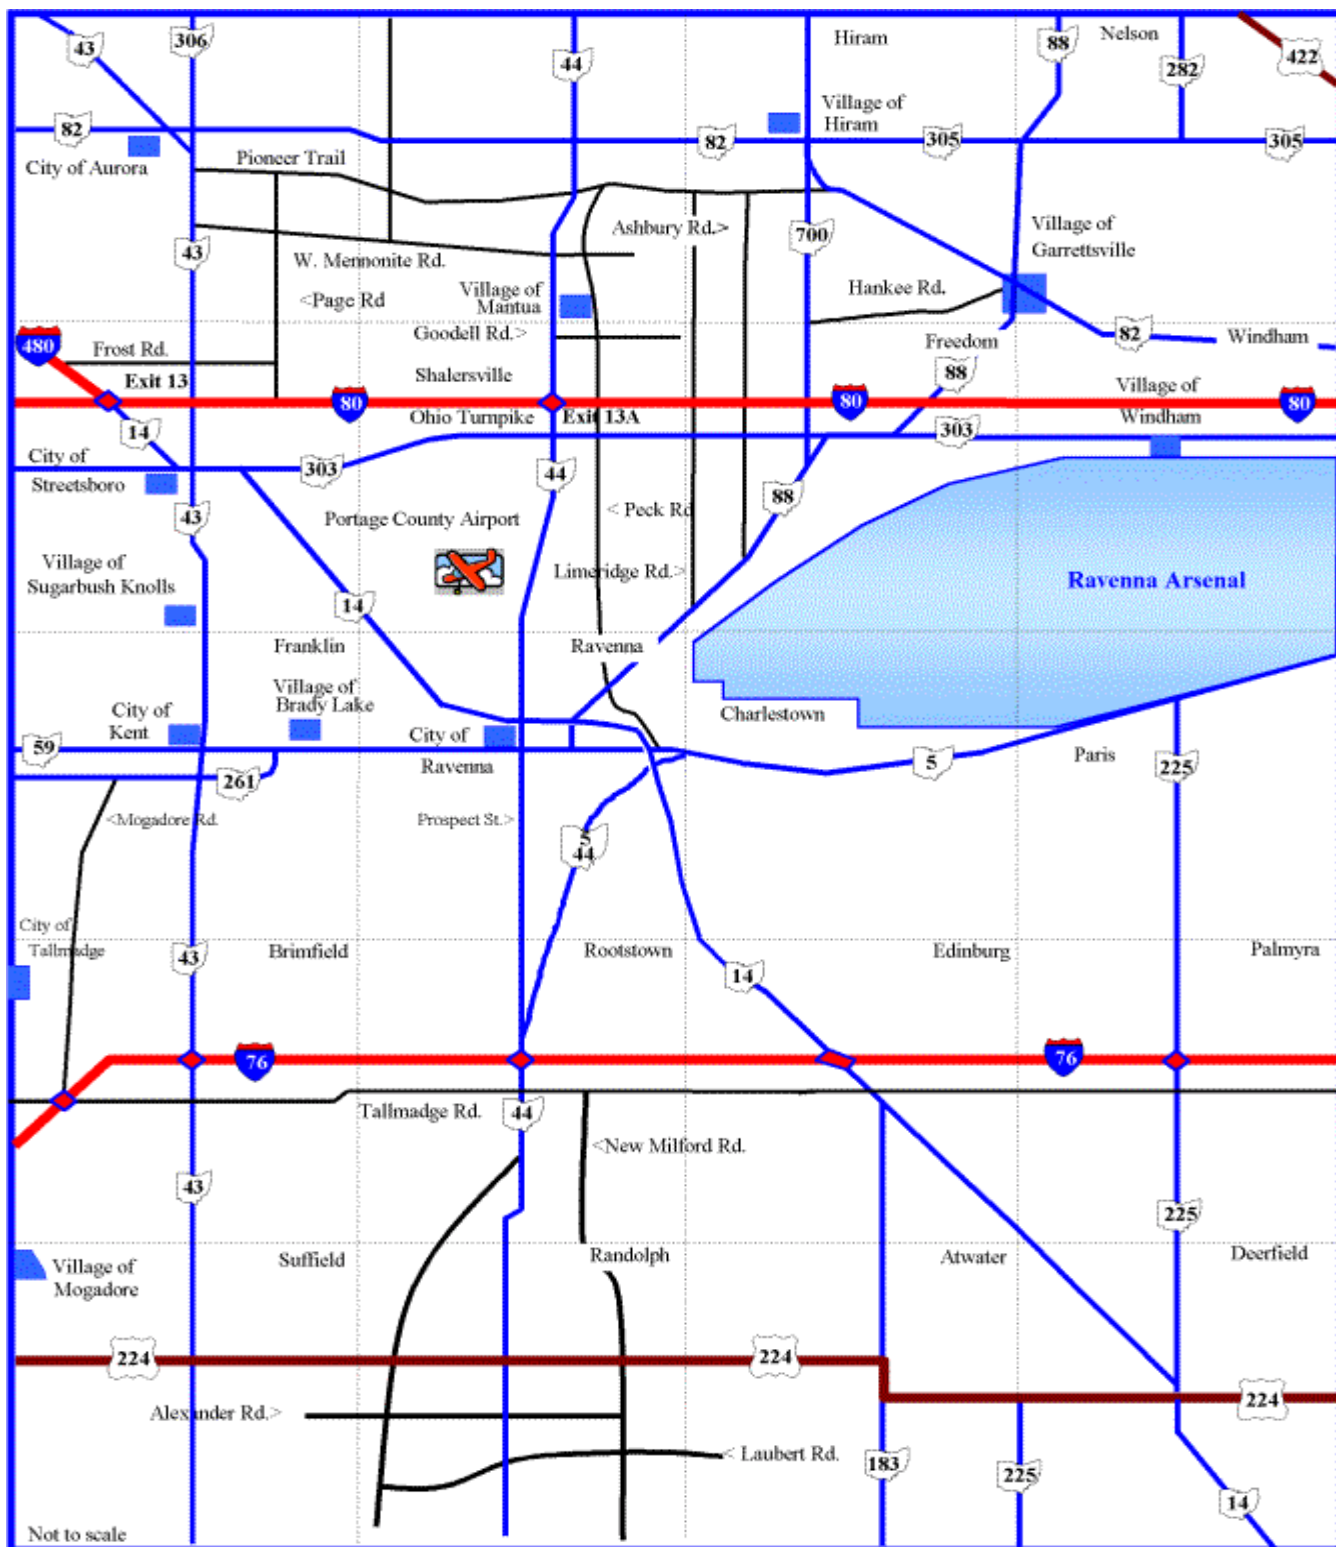 Hiram
Nelson
43
306
44
88
282
422
Village of
Hiram
82
82
305
305
City of Aurora
Pioneer Trail
Ashbury Rd.>
Village of
Garrettsville
43
700
W. Mennonite Rd.
<Page Rd
Village of
Mantua
Hankee Rd.
Goodell Rd.>
480
Frost Rd.
Freedom
82
Windham
Exit 13
Shalersville
88
Village of
Windham
80
80
80
Ohio Turnpike
Exit 13A
14
303
303
City of
Streetsboro
44
43
88
Portage County Airport
< Peck Rd
Village of
Sugarbush Knolls
Limeridge Rd.>
Ravenna Arsenal
14
Franklin
Ravenna
Village of
Brady Lake
City of
Kent
Charlestown
City of
Ravenna
59
5
Paris
225
261
<Mogadore Rd.
Prospect St.>
5
44
City of
Tallmadge
43
Brimfield
Rootstown
Edinburg
Palmyra
14
76
76
Tallmadge Rd.
44
<New Milford Rd.
43
225
Village of
Mogadore
Suffield
Randolph
Atwater
Deerfield
224
224
224
Alexander Rd.>
< Laubert Rd.
183
225
14
Not to scale